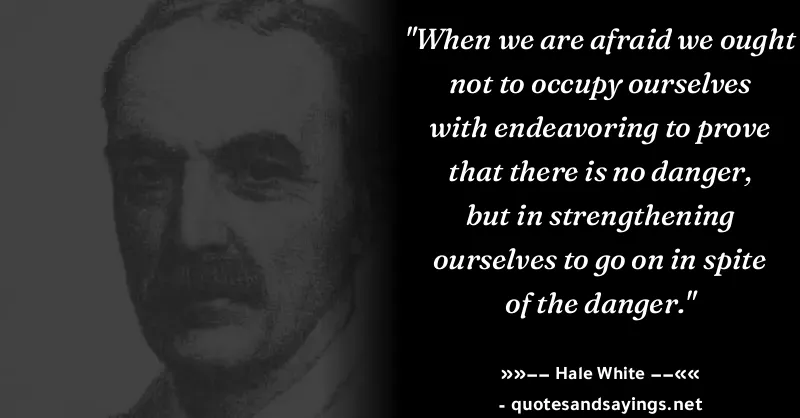 "When we are afraid we ought
not to occupy ourselves
with endeavoring to prove
that there is no danger,
but in strengthening
ourselves to go on in spite
of the danger."
»»−− Hale White −−««
- quotesandsayings.net